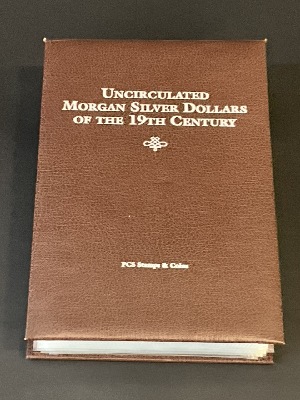 UNCIRCULATED
MORGAN SILVER DOLLARS
OF THE 19TH CENTURY
PCS Stamps & Coins